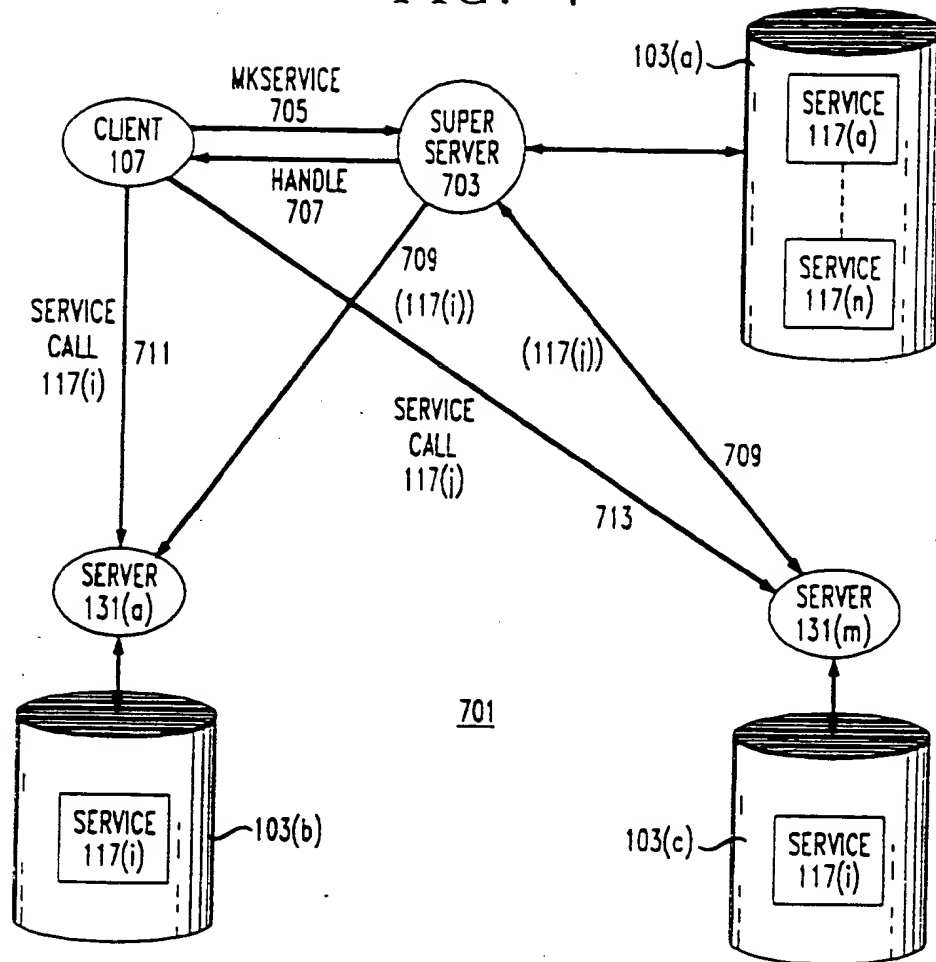 103(a)
MKSERVICE
705
CLIENT
107
SUPER
SERVER
703
SERVICE
117(a)
HANDLE
707
SERVICE
117(n)
709
(117(i))
SERVICE
CALL
117(i)
711
(117(j))
SERVICE
CALL
117(j)
709
713
SERVER
131(a)
SERVER
131(m)
701
SERVICE
117(i)
103(b)
103(c)
SERVICE
117(i)